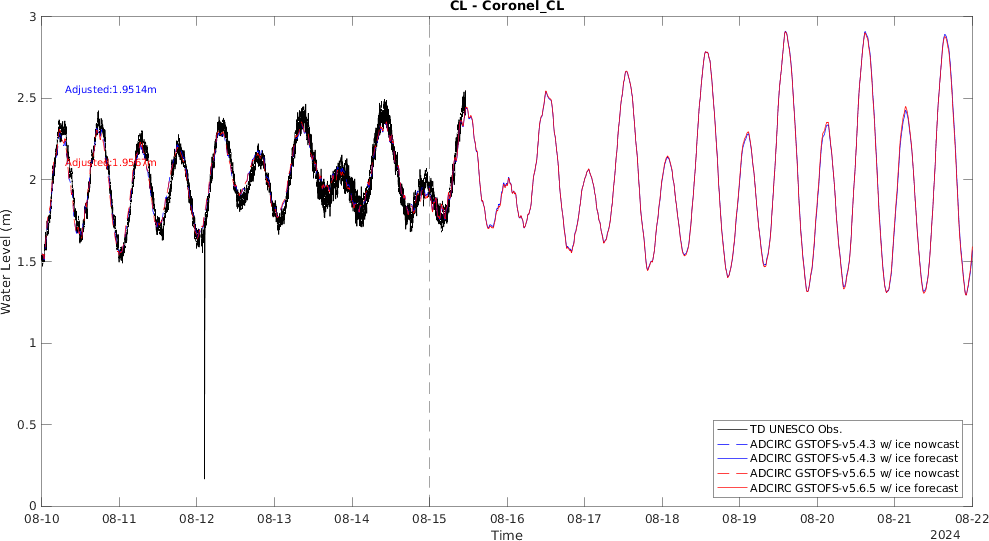 CL - Coronel_CL
3
2.5
2
1.5
1
0.5
0
Water Level (m)
Adjusted:1.9514m
Adjusted:1.9567m
TD UNESCO Obs.
ADCIRC GSTOFS-v5.4.3 w/ ice nowcast
ADCIRC GSTOFS-v5.4.3 w/ ice forecast
ADCIRC GSTOFS-v5.6.5 w/ ice nowcast
ADCIRC GSTOFS-v5.6.5 w/ ice forecast
08-10 08-11 08-12 08-13 08-14 08-15 08-16 08-17 08-18 08-19 08-20 08-21 08-22
Time
2024